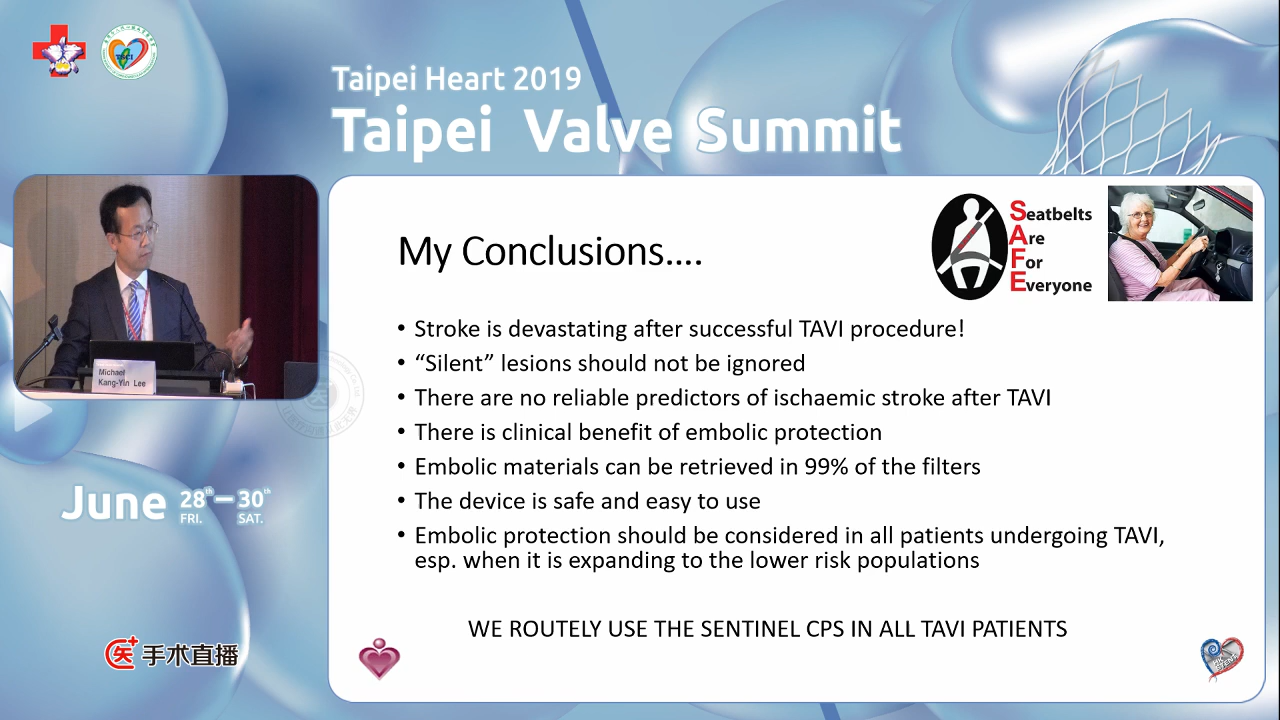 Taipei Heart 2019
Taipei Valve Summit
TSCI
Michael
Kang-Yin Lee
June 28th – 30th
FRI. SAT.
手术直播
Seatbelts
Are
For
Everyone
My Conclusions....
• Stroke is devastating after successful TAVI procedure!
• “Silent” lesions should not be ignored
• There are no reliable predictors of ischaemic stroke after TAVI
• There is clinical benefit of embolic protection
• Embolic materials can be retrieved in 99% of the filters
• The device is safe and easy to use
• Embolic protection should be considered in all patients undergoing TAVI,
esp. when it is expanding to the lower risk populations
WE ROUTELY USE THE SENTINEL CPS IN ALL TAVI PATIENTS